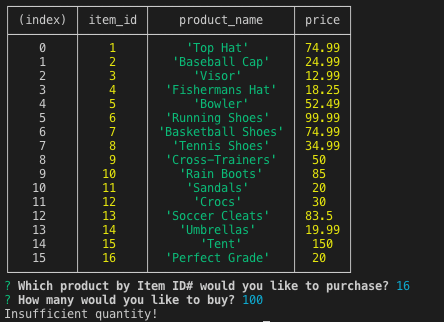 (index) item_id product_name price
0 1 'Top Hat' 74.99
1 2 'Baseball Cap' 24.99
2 3 'Visor' 12.99
3 4 'Fishermans Hat' 18.25
4 5 'Bowler' 52.49
5 6 'Running Shoes' 99.99
6 7 'Basketball Shoes' 74.99
7 8 'Tennis Shoes' 34.99
8 9 'Cross-Trainers' 50
9 10 'Rain Boots' 85
10 11 'Sandals' 20
11 12 'Crocs' 30
12 13 'Soccer Cleats' 83.5
13 14 'Umbrellas' 19.99
14 15 'Tent' 150
15 16 'Perfect Grade' 20
? Which product by Item ID# would you like to purchase? 16
? How many would you like to buy? 100
Insufficient quantity!